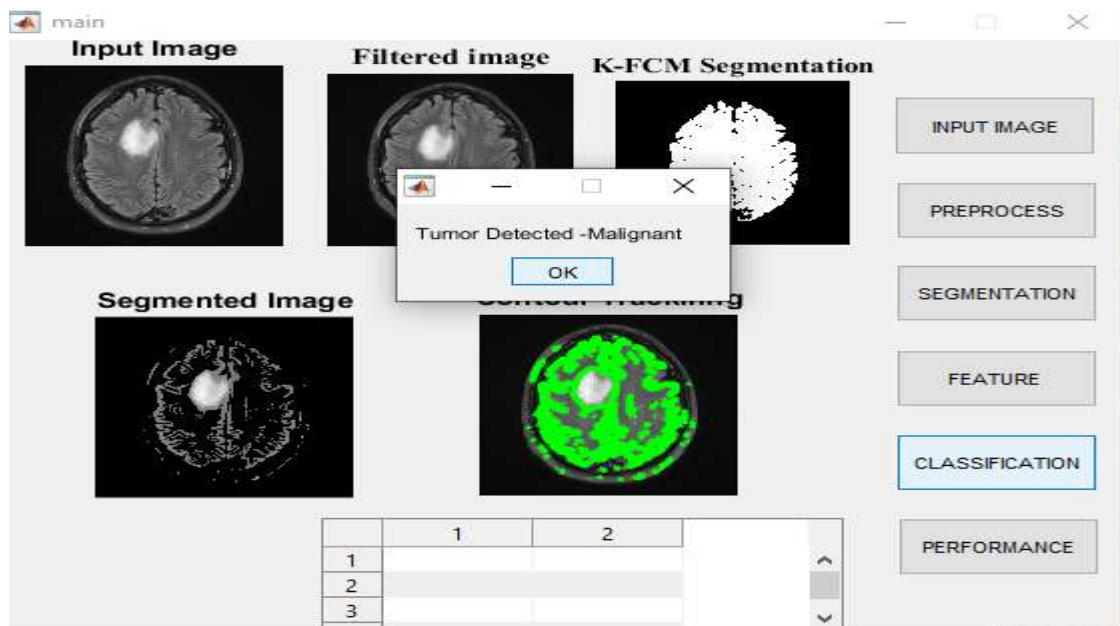 main
Input Image
Filtered image
K-FCM Segmentation
INPUT IMAGE
PREPROCESS
Tumor Detected -Malignant
OK
SEGMENTATION
Segmented Image
FEATURE
CLASSIFICATION
1 2
1
2
3
PERFORMANCE